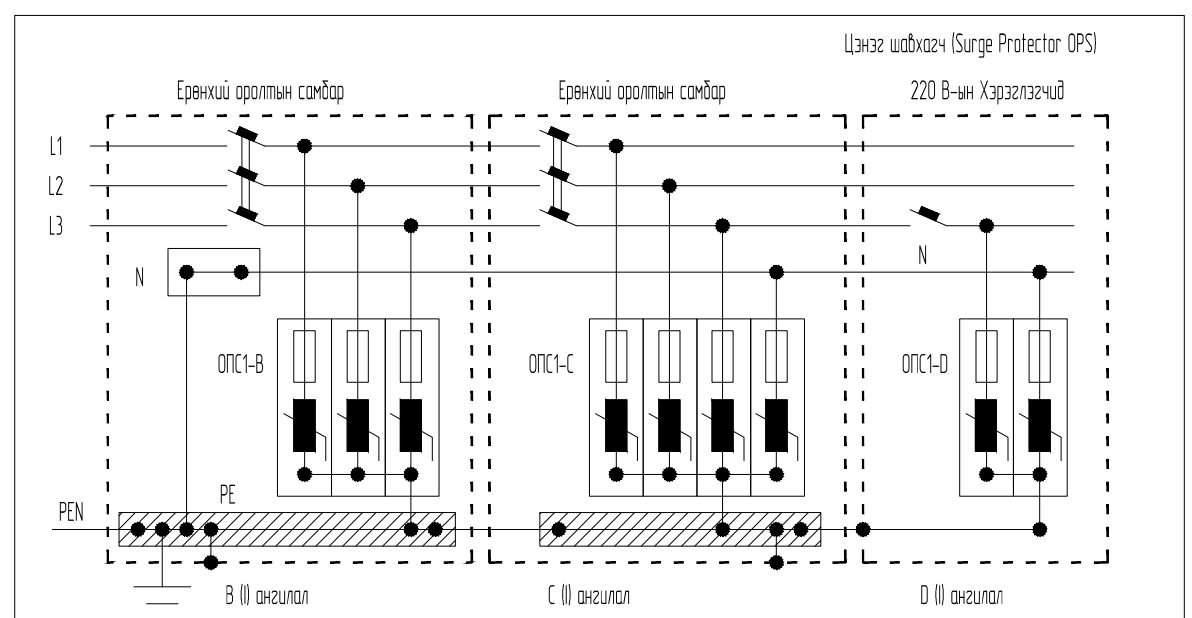 Цэнэг шавхагч (Surge Protector OPS)
Ерөнхий оролтын самбар
Ерөнхий оролтын самбар
220 В-ын Хэрэглэгчид
L1
L2
L3
N
N
ОПС1-В
ОПС1-С
ОПС1-D
PE
PEN
В (I) ангилал
С (I) ангилал
D (I) ангилал